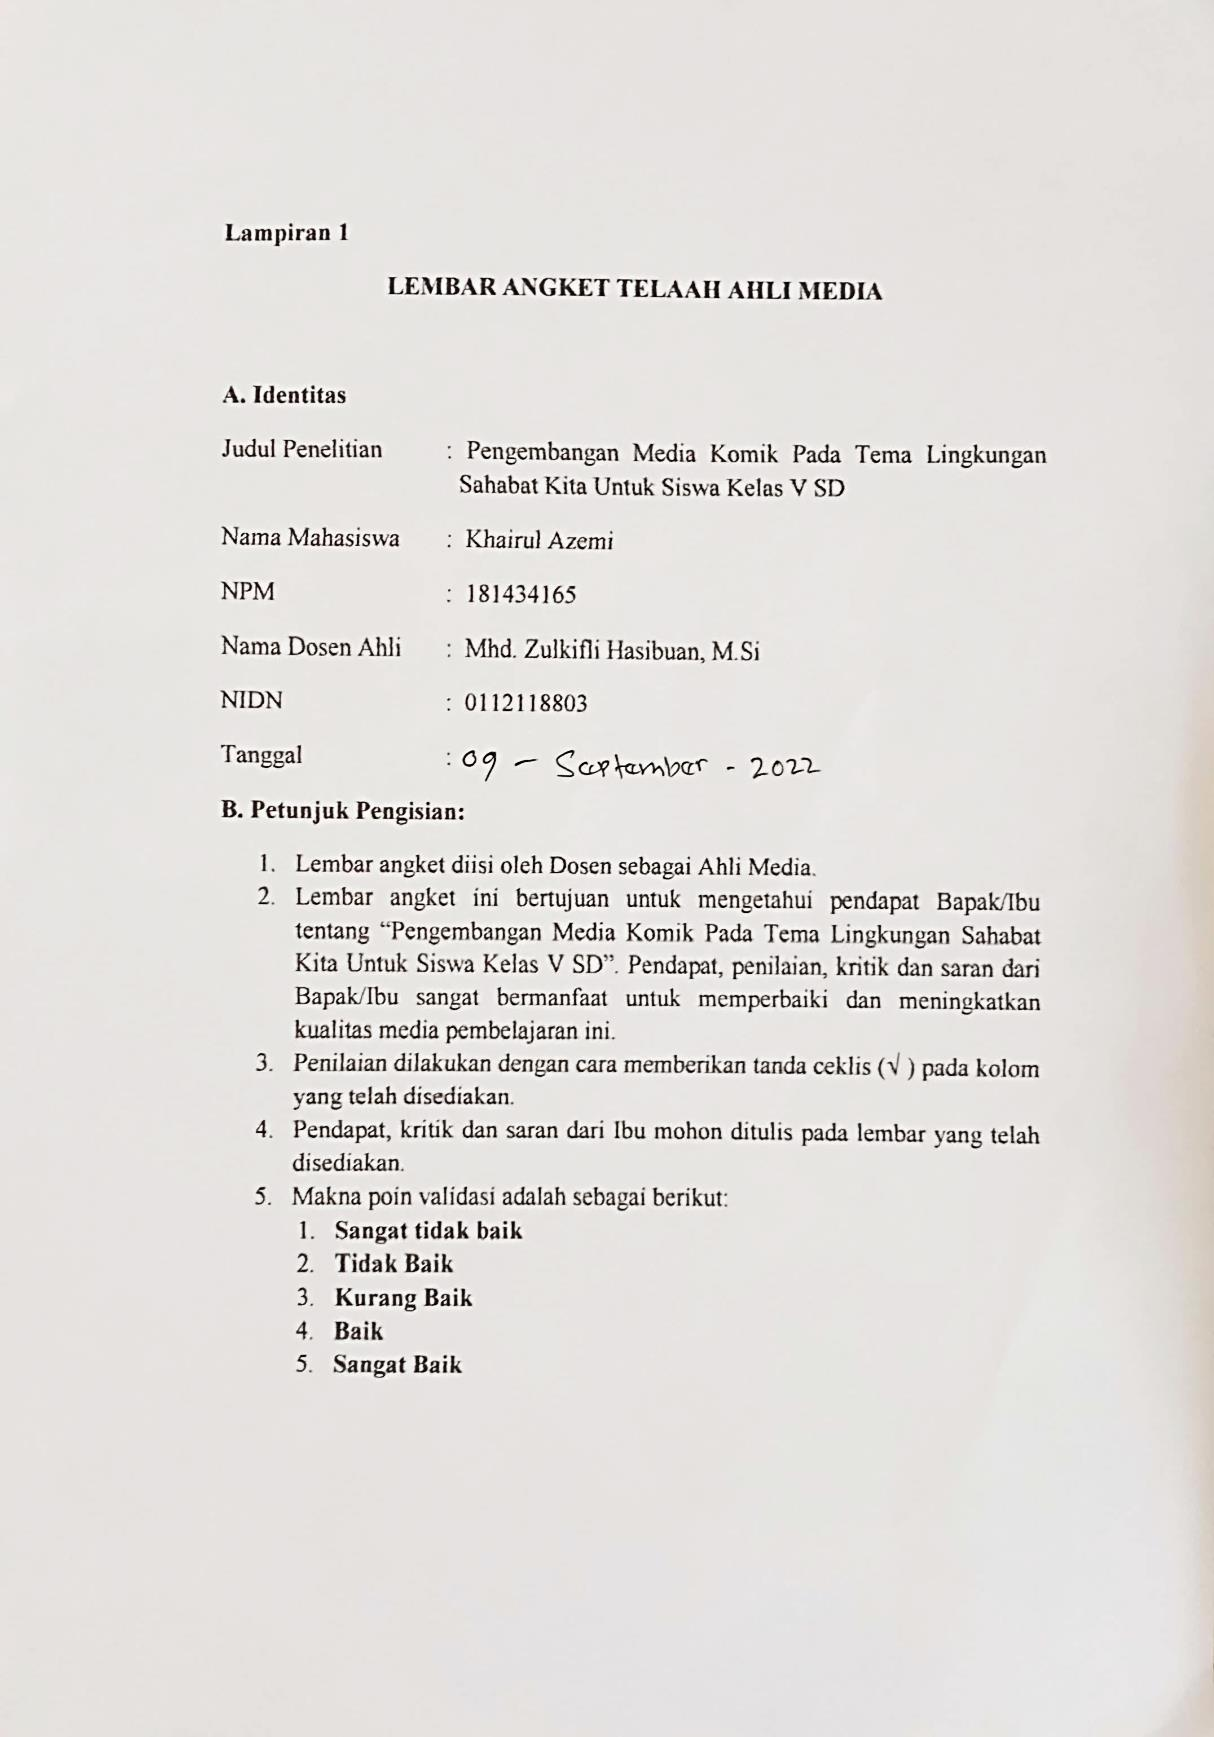 Lampiran 1
LEMBAR ANGKET TELAAH AHLI MEDIA
A. Identitas
Judul Penelitian : Pengembangan Media Komik Pada Tema Lingkungan
Sahabat Kita Untuk Siswa Kelas V SD
Nama Mahasiswa : Khairul Azemi
NPM : 181434165
Nama Dosen Ahli : Mhd. Zulkifli Hasibuan, M.Si
NIDN : 0112118803
Tanggal : 09 - September - 2022
B. Petunjuk Pengisian:
1. Lembar angket diisi oleh Dosen sebagai Ahli Media.
2. Lembar angket ini bertujuan untuk mengetahui pendapat Bapak/Ibu
tentang “Pengembangan Media Komik Pada Tema Lingkungan Sahabat
Kita Untuk Siswa Kelas V SD”. Pendapat, penilaian, kritik dan saran dari
Bapak/Ibu sangat bermanfaat untuk memperbaiki dan meningkatkan
kualitas media pembelajaran ini.
3. Penilaian dilakukan dengan cara memberikan tanda ceklis (√ ) pada kolom
yang telah disediakan.
4. Pendapat, kritik dan saran dari Ibu mohon ditulis pada lembar yang telah
disediakan.
5. Makna poin validasi adalah sebagai berikut:
1. Sangat tidak baik
2. Tidak Baik
3. Kurang Baik
4. Baik
5. Sangat Baik